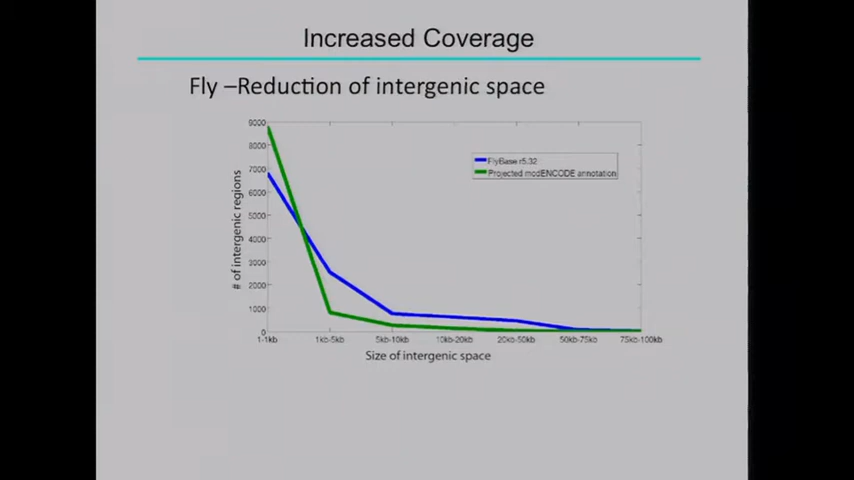 Increased Coverage
Fly –Reduction of intergenic space
9000
8000
7000
6000
5000
4000
3000
2000
1000
0
# of intergenic regions
FlyBase r5.32
Projected modENCODE annotation
1-1kb 1kb-5kb 5kb-10kb 10kb-20kb 20kb-50kb 50kb-75kb 75kb-100kb
Size of intergenic space